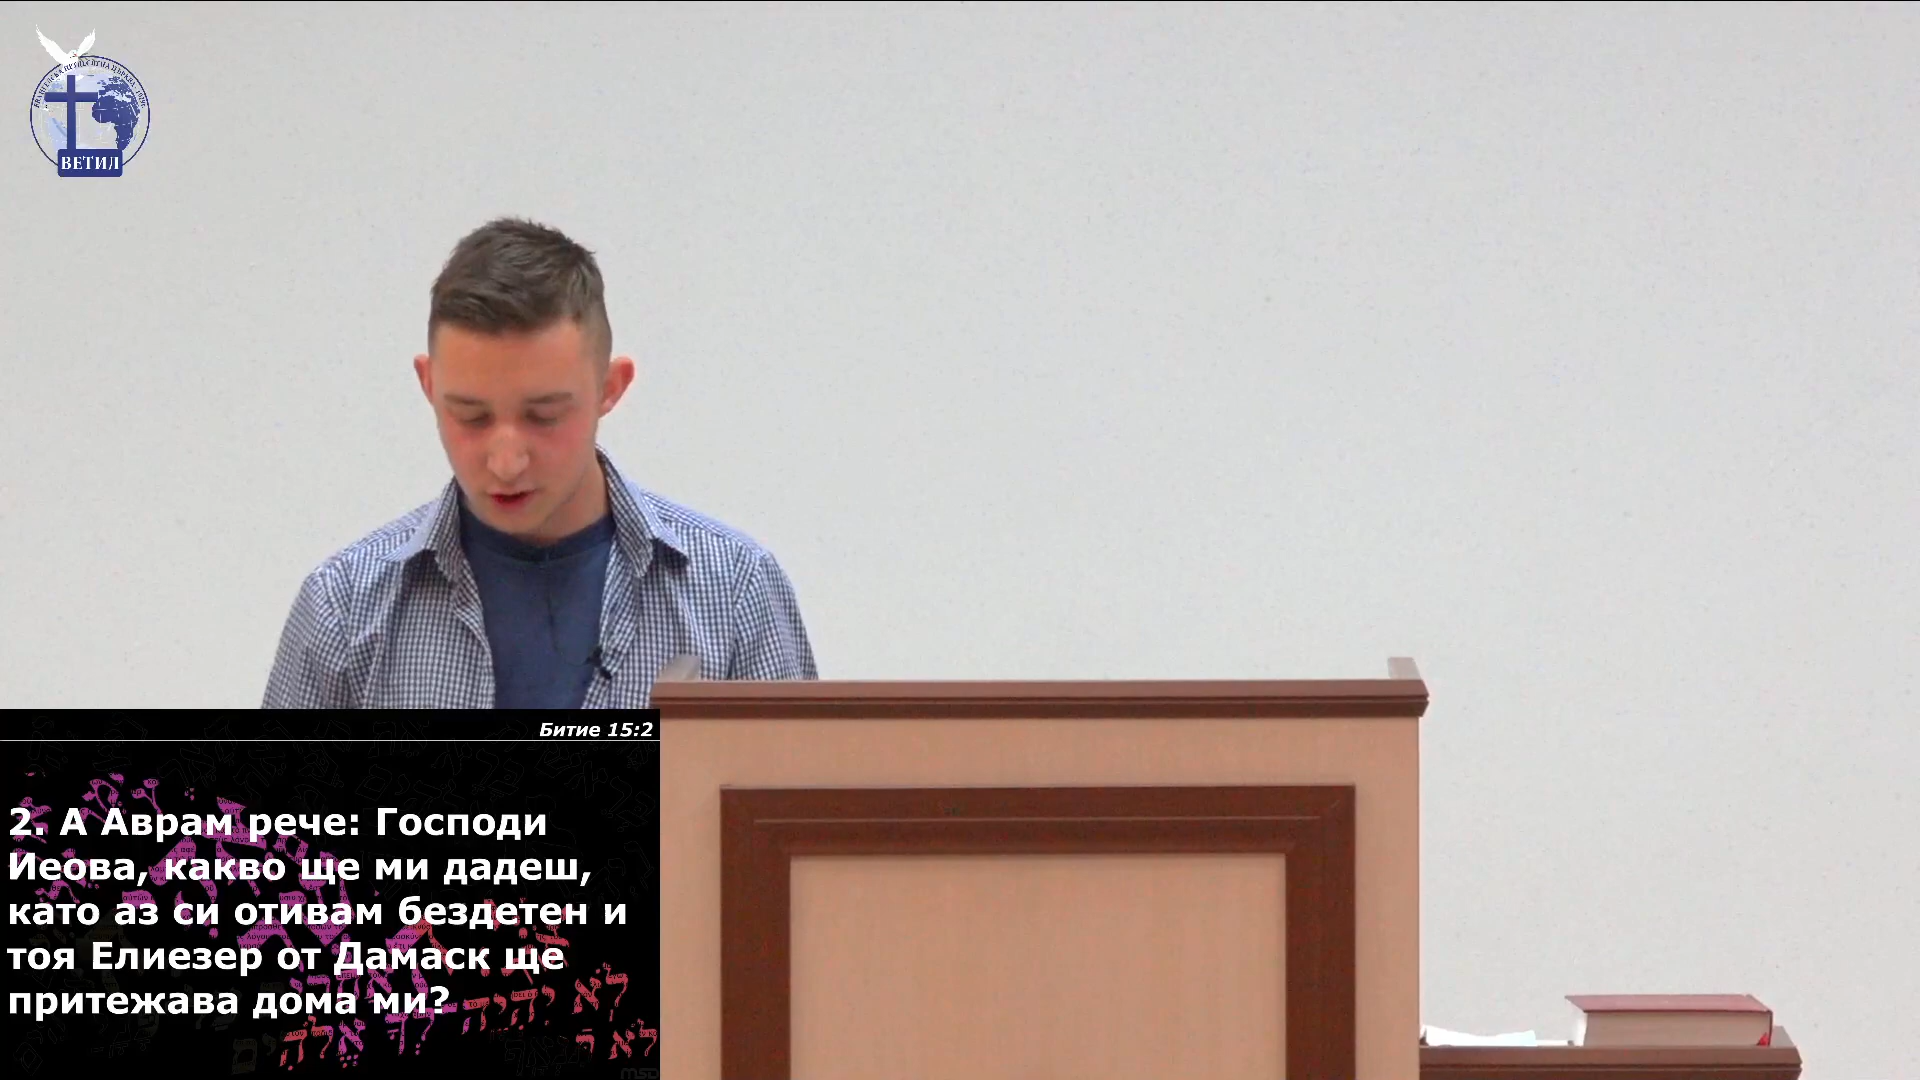 ВЕТИЛ
Битие 15:2
2. А Аврам рече: Господи
Иеова, какво ще ми дадеш,
като аз си отивам бездетен и
тоя Елиезер от Дамаск ще
притежава дома ми?
לֹא יִהְיֶה לְךָ